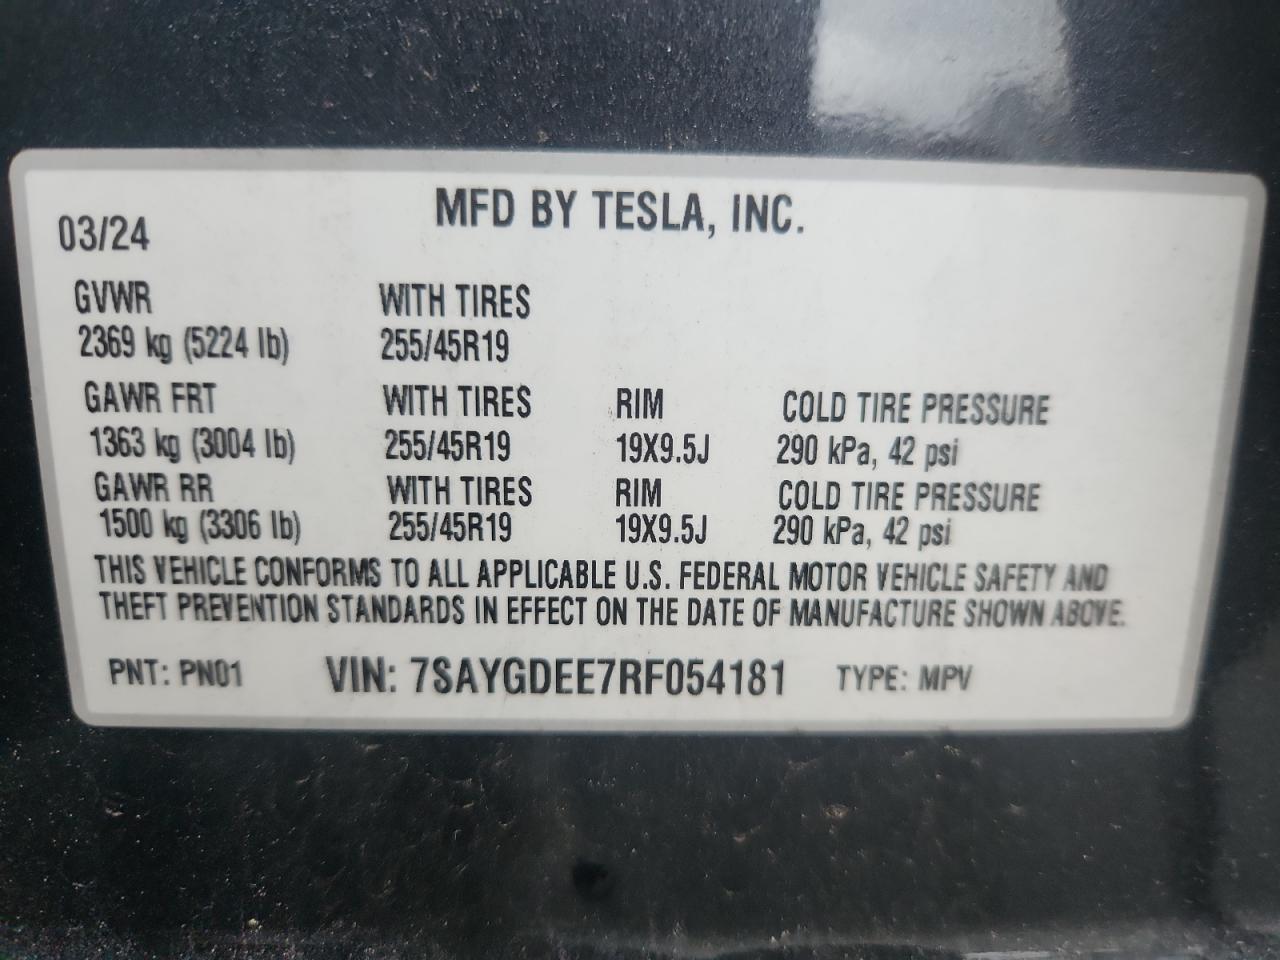 MFD BY TESLA, INC.
03/24
GVWR WITH TIRES
2369 kg (5224 lb) 255/45R19
GAWR FRT WITH TIRES RIM COLD TIRE PRESSURE
1363 kg (3004 lb) 255/45R19 19X9.5J 290 kPa, 42 psi
GAWR RR WITH TIRES RIM COLD TIRE PRESSURE
1500 kg (3306 lb) 255/45R19 19X9.5J 290 kPa, 42 psi
THIS VEHICLE CONFORMS TO ALL APPLICABLE U.S. FEDERAL MOTOR VEHICLE SAFETY AND
THEFT PREVENTION STANDARDS IN EFFECT ON THE DATE OF MANUFACTURE SHOWN ABOVE.
PNT: PN01 VIN: 7SAYGDEE7RF054181 TYPE: MPV